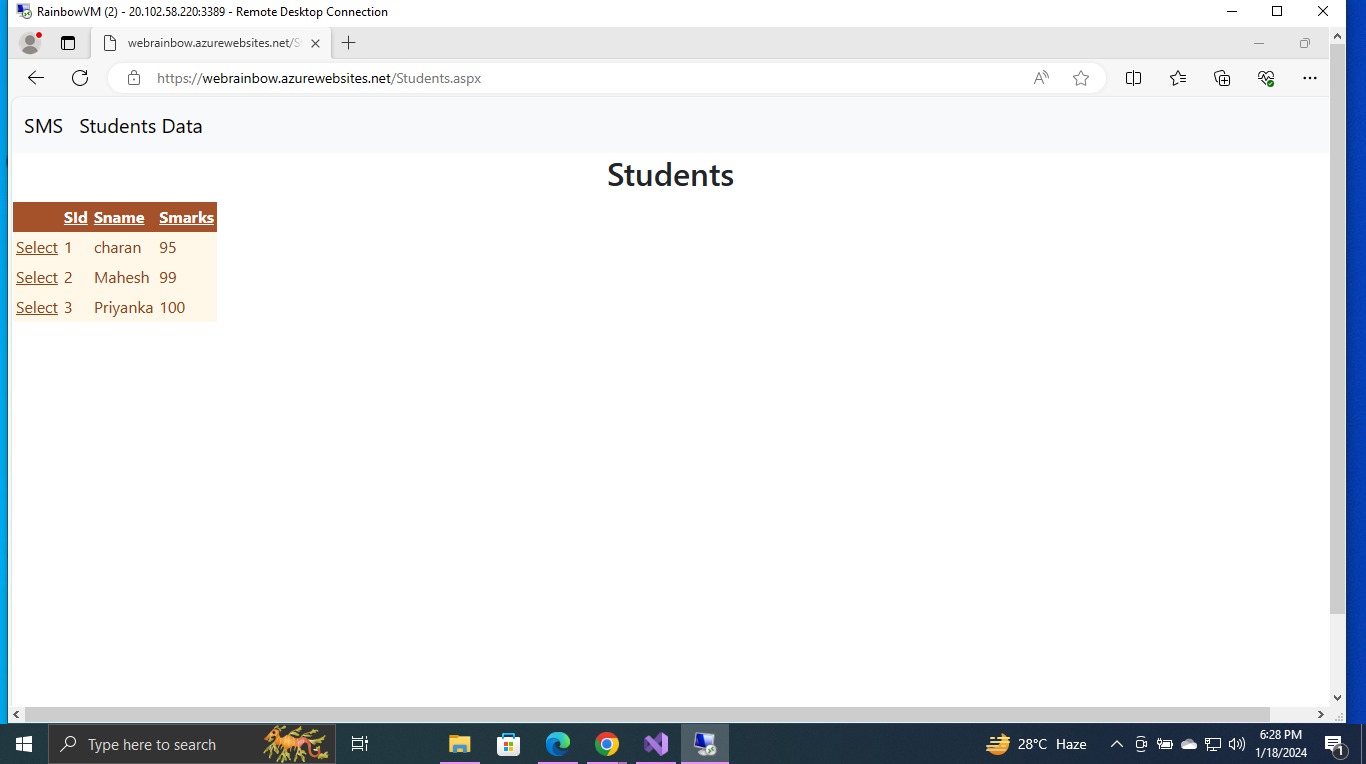 RainbowVM (2) - 20.102.58.220:3389 - Remote Desktop Connection
webrainbow.azurewebsites.net/S
https://webrainbow.azurewebsites.net/Students.aspx
SMS Students Data
Students
SId Sname Smarks
Select 1 charan 95
Select 2 Mahesh 99
Select 3 Priyanka 100
Type here to search
28°C Haze
6:28 PM
1/18/2024
1